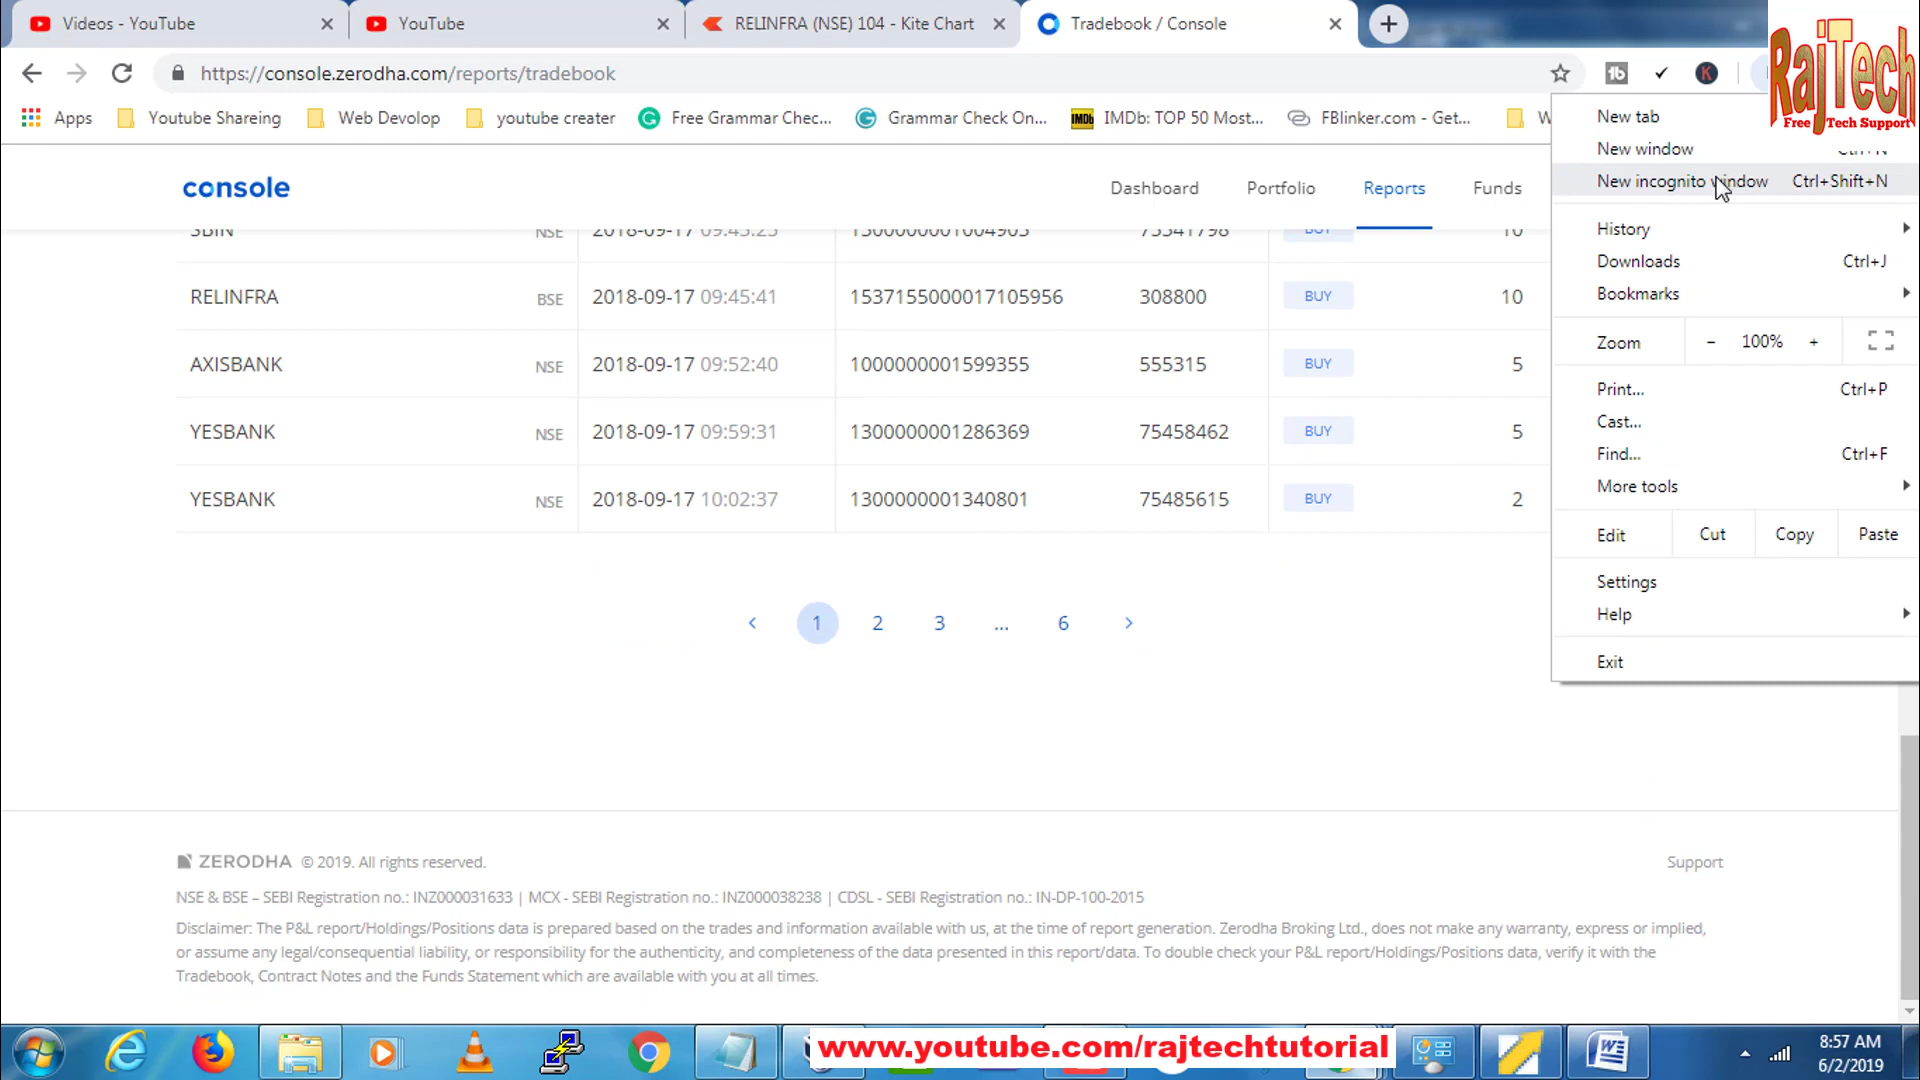 Videos - YouTube
YouTube
RELINFRA (NSE) 104 - Kite Chart
Tradebook / Console
https://console.zerodha.com/reports/tradebook
RajTech
Free Tech Support
Apps
Youtube Shareing
Web Devolop
youtube creater
Free Grammar Chec...
Grammar Check On...
IMDb: TOP 50 Most...
FBlinker.com - Get...
New tab
New window Ctrl+N
New incognito window Ctrl+Shift+N
History
Downloads Ctrl+J
Bookmarks
Zoom - 100% +
Print... Ctrl+P
Cast...
Find... Ctrl+F
More tools
Edit Cut Copy Paste
Settings
Help
Exit
console
Dashboard Portfolio Reports Funds
SBIN NSE 2018-09-17 BUY 10
RELINFRA BSE 2018-09-17 09:45:41 1537155000017105956 308800 BUY 10
AXISBANK NSE 2018-09-17 09:52:40 1000000001599355 555315 BUY 5
YESBANK NSE 2018-09-17 09:59:31 1300000001286369 75458462 BUY 5
YESBANK NSE 2018-09-17 10:02:37 1300000001340801 75485615 BUY 2
< 1 2 3 ... 6 >
ZERODHA © 2019. All rights reserved.
Support
NSE & BSE – SEBI Registration no.: INZ000031633 | MCX - SEBI Registration no.: INZ000038238 | CDSL - SEBI Registration no.: IN-DP-100-2015
Disclaimer: The P&L report/Holdings/Positions data is prepared based on the trades and information available with us, at the time of report generation. Zerodha Broking Ltd., does not make any warranty, express or implied,
or assume any legal/consequential liability, or responsibility for the authenticity, and completeness of the data presented in this report/data. To double check your P&L report/Holdings/Positions data, verify it with the
Tradebook, Contract Notes and the Funds Statement which are available with you at all times.
www.youtube.com/rajtechtutorial
8:57 AM
6/2/2019